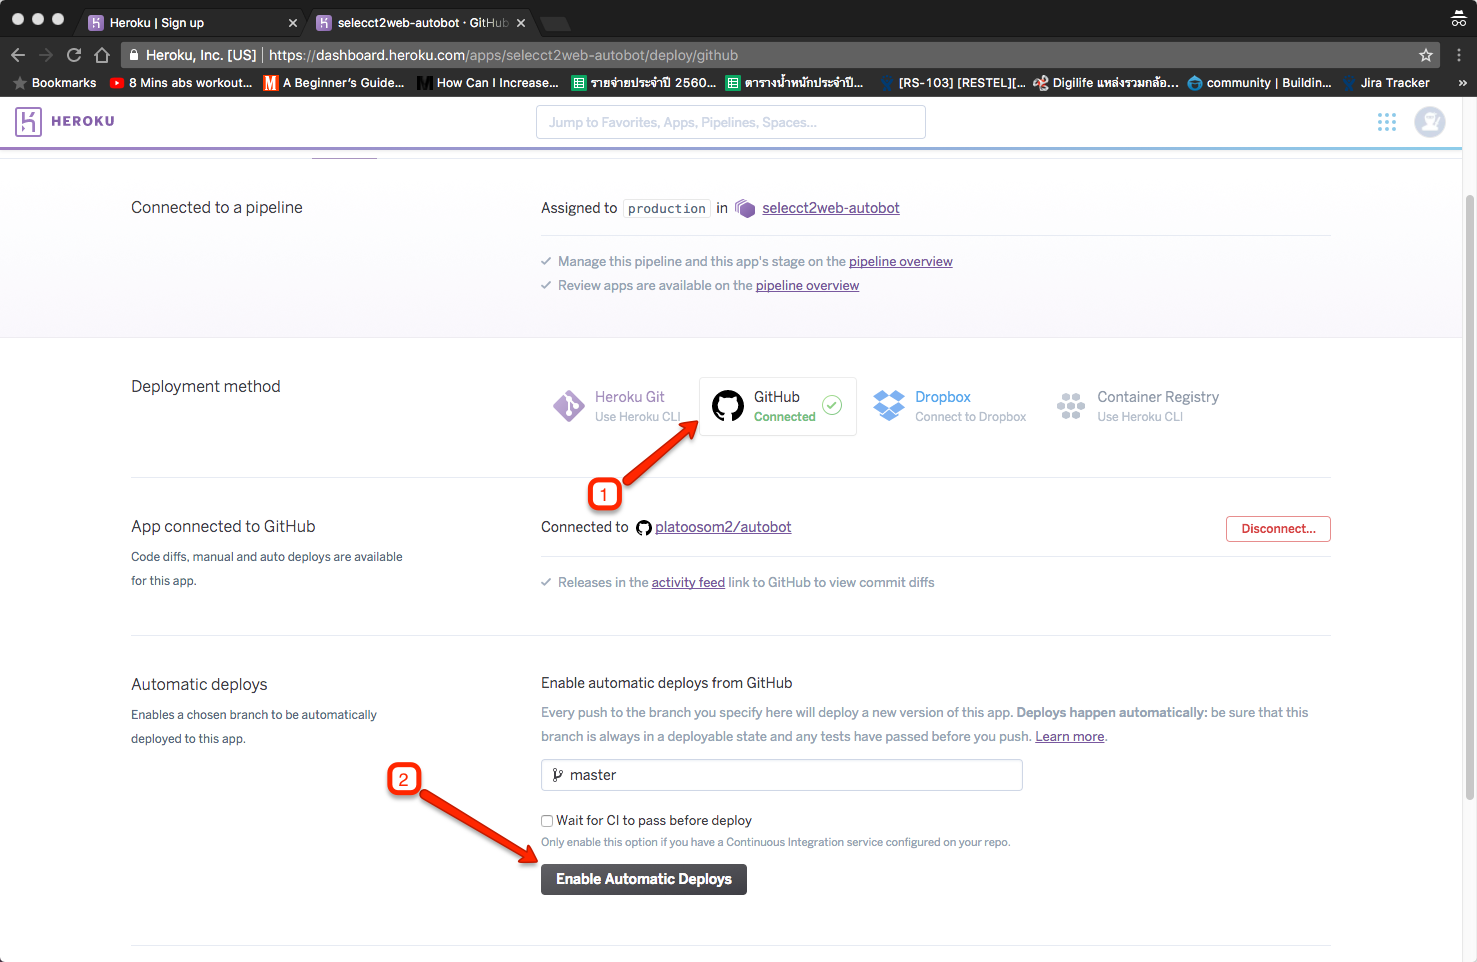 Heroku | Sign up
selecct2web-autobot · GitHub
Heroku, Inc. [US] | https://dashboard.heroku.com/apps/selecct2web-autobot/deploy/github
Bookmarks
8 Mins abs workout...
A Beginner's Guide...
How Can I Increase...
รายจ่ายประจำปี 2560...
ตารางน้ำหนักประจำปี...
[RS-103] [RESTEL][...
Digilife แหล่งรวมกล้อ...
community | Buildin...
Jira Tracker
»
HEROKU
Jump to Favorites, Apps, Pipelines, Spaces...
Connected to a pipeline
Assigned to production in selecct2web-autobot
Manage this pipeline and this app's stage on the pipeline overview
Review apps are available on the pipeline overview
Deployment method
Heroku Git
Use Heroku CLI
GitHub
Connected
Dropbox
Connect to Dropbox
Container Registry
Use Heroku CLI
1
App connected to GitHub
Code diffs, manual and auto deploys are available
for this app.
Connected to platoosom2/autobot
Disconnect...
Releases in the activity feed link to GitHub to view commit diffs
Automatic deploys
Enables a chosen branch to be automatically
deployed to this app.
Enable automatic deploys from GitHub
Every push to the branch you specify here will deploy a new version of this app. Deploys happen automatically: be sure that this
branch is always in a deployable state and any tests have passed before you push. Learn more.
master
2
Wait for CI to pass before deploy
Only enable this option if you have a Continuous Integration service configured on your repo.
Enable Automatic Deploys